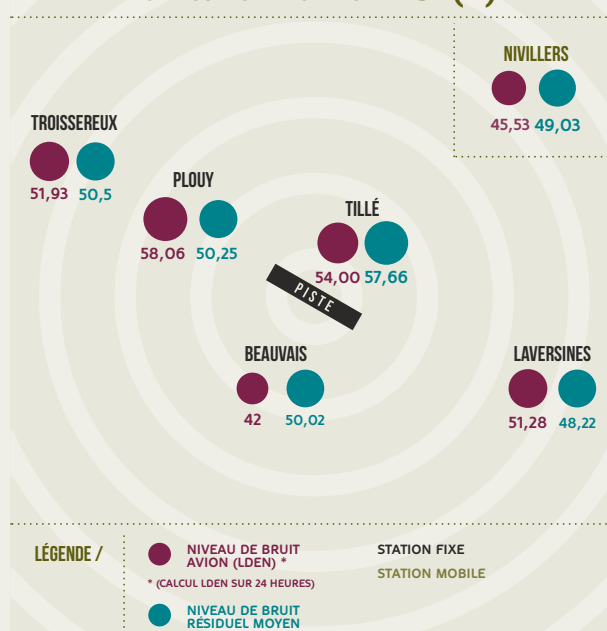 NIVILLERS
45,53 49,03
TROISSEREUX
51,93 50,5
PLOUY
58,06 50,25
TILLÉ
54,00 57,66
PISTE
BEAUVAIS
42 50,02
LAVERSINES
51,28 48,22
LÉGENDE /
NIVEAU DE BRUIT
AVION (LDEN) *
* (CALCUL LDEN SUR 24 HEURES)
NIVEAU DE BRUIT
RÉSIDUEL MOYEN
STATION FIXE
STATION MOBILE